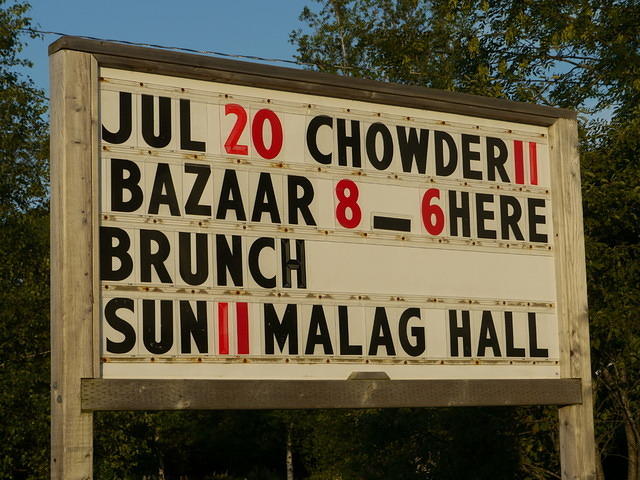 JUL 20 CHOWDER 11
BAZAAR 8 — 6 HERE
BRUNCH
SUN 11 MALAG HALL